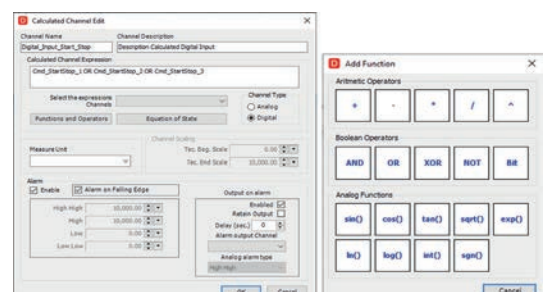 Calculated Channel Edit
Channel Name
Channel Description
Digital_Input_Start_Stop
Description Calculated Digital Input
Calculated Channel Expression
Cmd_StartStop_1 OR Cmd_StartStop_2 OR Cmd_StartStop_3
Select the expressions Channels
Channel Type
Analog
Digital
Functions and Operators
Equation of State
Channel Scaling
Measure Unit
Tec. Beg. Scale
0.00
Tec. End Scale
10,000.00
Alarm
Enable
Alarm on Falling Edge
High High
10,000.00
High
10,000.00
Low
0.00
Low Low
0.00
Output on alarm
Enabled
Retain Output
Delay (sec.)
0
Alarm output Channel
Analog alarm type
High High
OK
Cancel
Add Function
Aritmetic Operators
+
-
*
/
^
Boolean Operators
AND
OR
XOR
NOT
Bit
Analog Functions
sin()
cos()
tan()
sqrt()
exp()
ln()
log()
int()
sgn()
Cancel